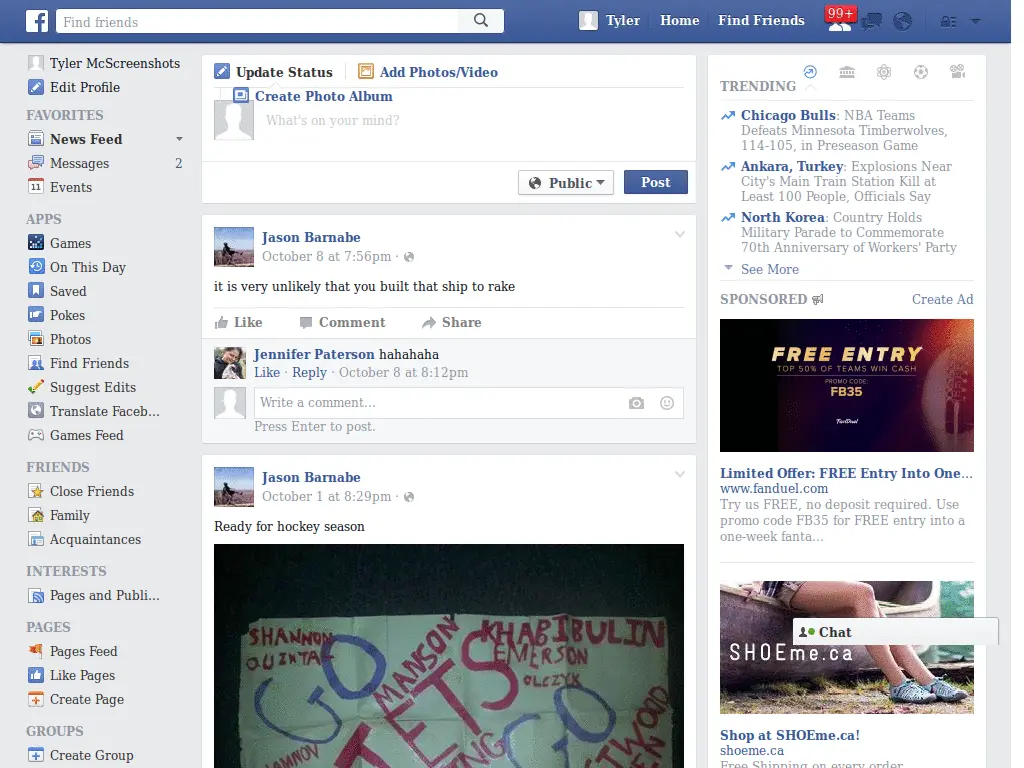 Find friends
Tyler
Home
Find Friends
99+
Tyler McScreenshots
Edit Profile
FAVORITES
News Feed
Messages
2
Events
APPS
Games
On This Day
Saved
Pokes
Photos
Find Friends
Suggest Edits
Translate Faceb...
Games Feed
FRIENDS
Close Friends
Family
Acquaintances
INTERESTS
Pages and Publi...
PAGES
Pages Feed
Like Pages
Create Page
GROUPS
Create Group
Update Status
Add Photos/Video
Create Photo Album
What's on your mind?
Public
Post
Jason Barnabe
October 8 at 7:56pm ·
it is very unlikely that you built that ship to rake
Like
Comment
Share
Jennifer Paterson hahahaha
Like · Reply · October 8 at 8:12pm
Write a comment...
Press Enter to post.
Jason Barnabe
October 1 at 8:29pm ·
Ready for hockey season
SHANNON
QUINTAL
GO
MANSON
JETS
KHABIBULIN
EMERSON
OLCZYK
GO
TRENDING
Chicago Bulls: NBA Teams
Defeats Minnesota Timberwolves,
114-105, in Preseason Game
Ankara, Turkey: Explosions Near
City's Main Train Station Kill at
Least 100 People, Officials Say
North Korea: Country Holds
Military Parade to Commemorate
70th Anniversary of Workers' Party
See More
SPONSORED
Create Ad
FREE ENTRY
TOP 50% OF TEAMS WIN CASH
PROMO CODE:
FB35
FanDuel
Limited Offer: FREE Entry Into One...
www.fanduel.com
Try us FREE, no deposit required. Use
promo code FB35 for FREE entry into a
one-week fanta...
Chat
SHOEme.ca
Shop at SHOEme.ca!
shoeme.ca
Free Shipping on every order